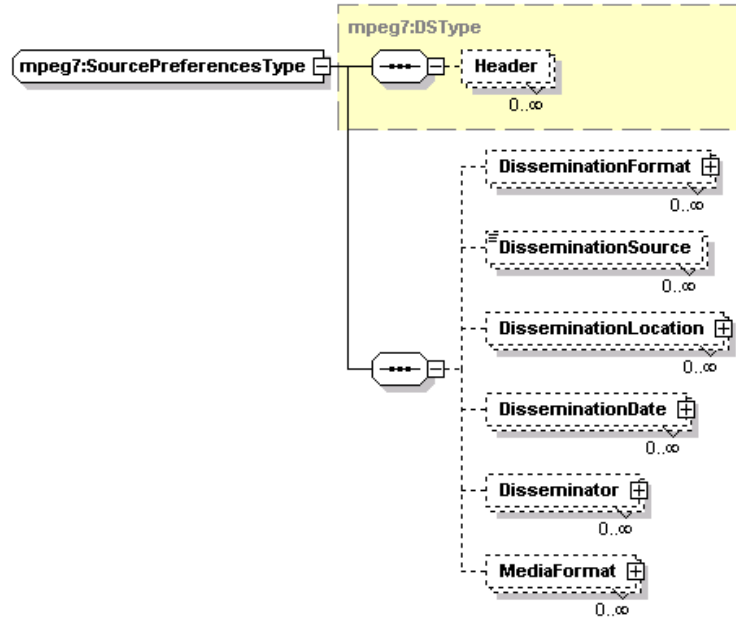 mpeg7:DSType
mpeg7:SourcePreferencesType
Header
0..∞
DisseminationFormat
0..∞
DisseminationSource
0..∞
DisseminationLocation
0..∞
DisseminationDate
0..∞
Disseminator
0..∞
MediaFormat
0..∞